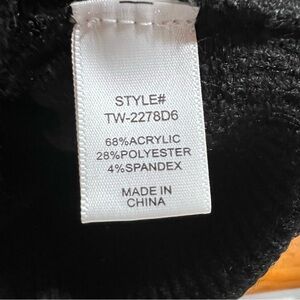 STYLE#
TW-2278D6
68%ACRYLIC
28%POLYESTER
4%SPANDEX
MADE IN
CHINA